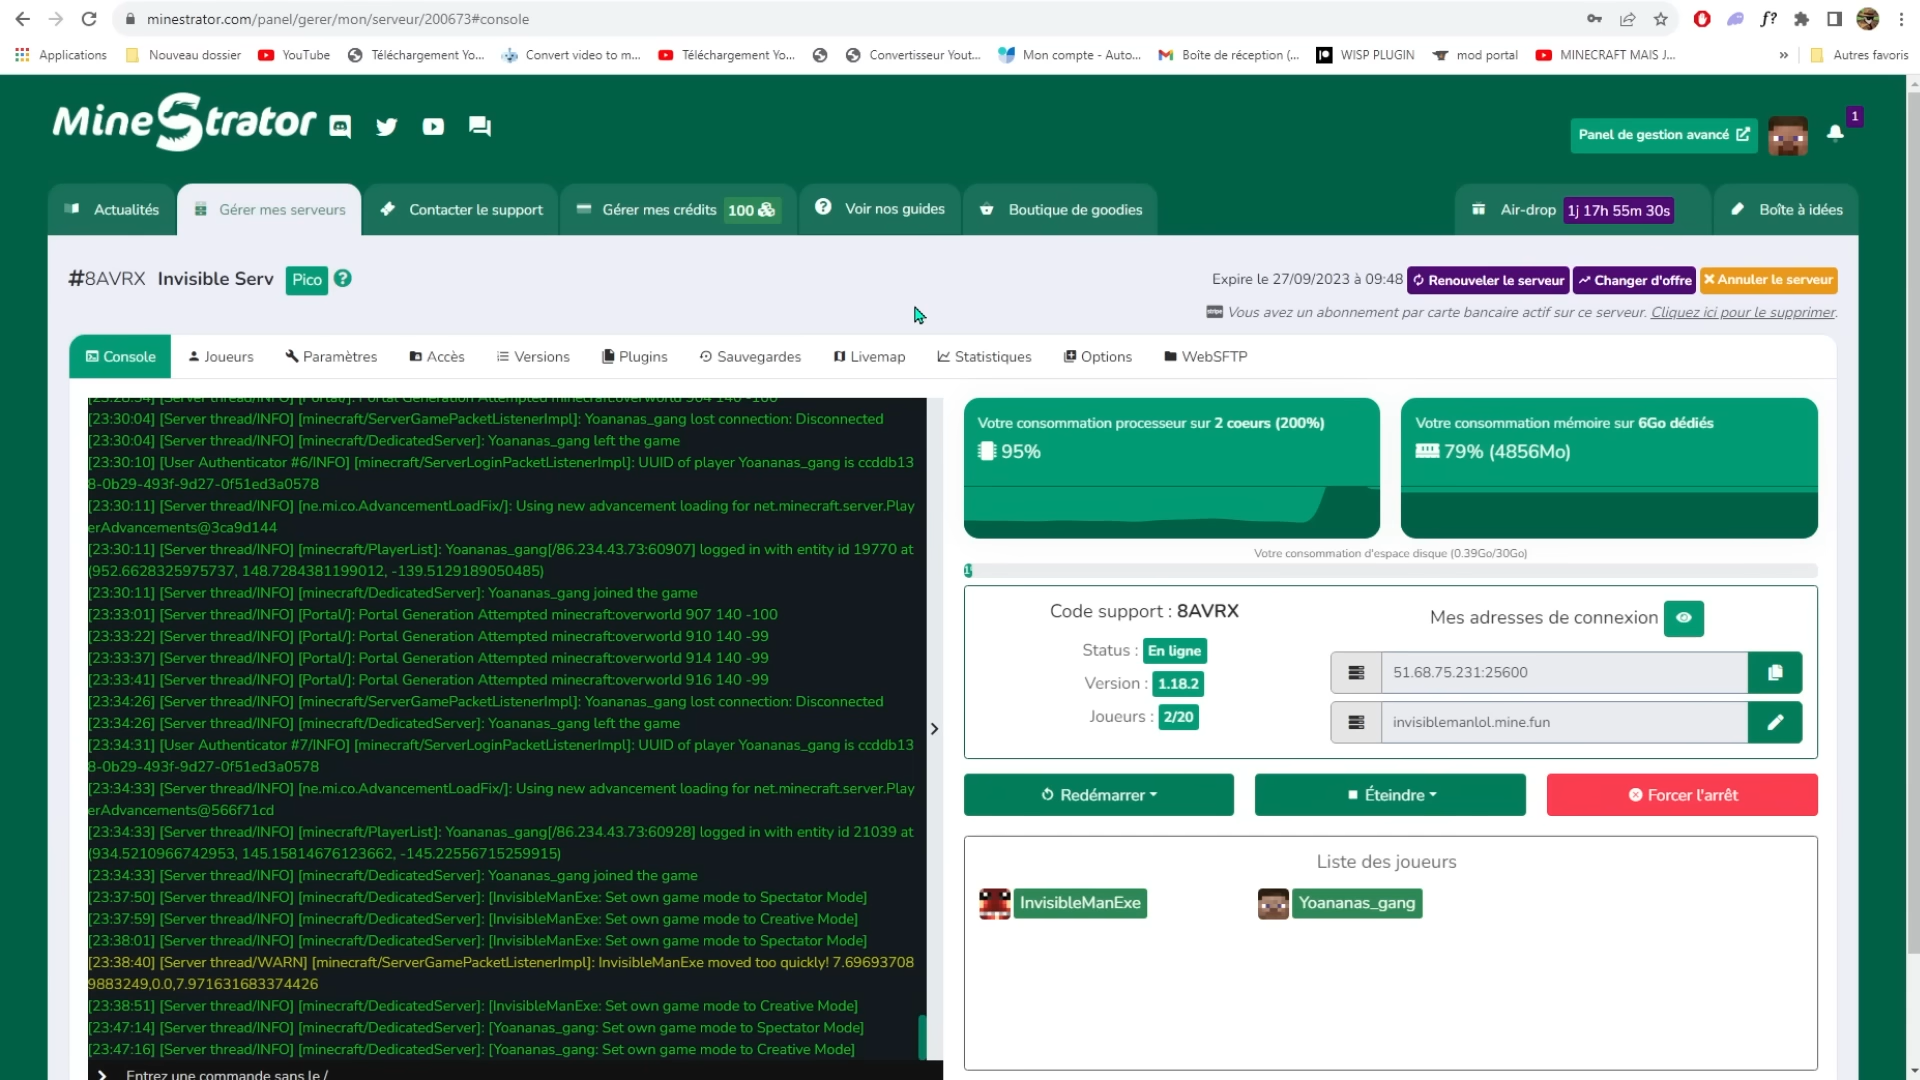 minestrator.com/panel/gerer/mon/serveur/200673#console
Applications
Nouveau dossier
YouTube
Téléchargement Yo...
Convert video to m...
Téléchargement Yo...
Convertisseur Yout...
Mon compte - Auto...
Boîte de réception (...
WISP PLUGIN
mod portal
MINECRAFT MAIS J...
»
Autres favoris
MineStrator
Panel de gestion avancé
1
Actualités
Gérer mes serveurs
Contacter le support
Gérer mes crédits 100
Voir nos guides
Boutique de goodies
Air-drop 1j 17h 55m 30s
Boîte à idées
#8AVRX Invisible Serv Pico
Expire le 27/09/2023 à 09:48 Renouveler le serveur Changer d'offre Annuler le serveur
Vous avez un abonnement par carte bancaire actif sur ce serveur. Cliquez ici pour le supprimer.
Console
Joueurs
Paramètres
Accès
Versions
Plugins
Sauvegardes
Livemap
Statistiques
Options
WebSFTP
[23:28:54] [Server thread/INFO] [Portal/]: Portal Generation Attempted minecraft:overworld 904 140 -100
[23:30:04] [Server thread/INFO] [minecraft/ServerGamePacketListenerImpl]: Yoananas_gang lost connection: Disconnected
[23:30:04] [Server thread/INFO] [minecraft/DedicatedServer]: Yoananas_gang left the game
[23:30:10] [User Authenticator #6/INFO] [minecraft/ServerLoginPacketListenerImpl]: UUID of player Yoananas_gang is ccddb13
8-0b29-493f-9d27-0f51ed3a0578
[23:30:11] [Server thread/INFO] [ne.mi.co.AdvancementLoadFix/]: Using new advancement loading for net.minecraft.server.Play
erAdvancements@3ca9d144
[23:30:11] [Server thread/INFO] [minecraft/PlayerList]: Yoananas_gang[/86.234.43.73:60907] logged in with entity id 19770 at
(952.6628325975737, 148.7284381199012, -139.5129189050485)
[23:30:11] [Server thread/INFO] [minecraft/DedicatedServer]: Yoananas_gang joined the game
[23:33:01] [Server thread/INFO] [Portal/]: Portal Generation Attempted minecraft:overworld 907 140 -100
[23:33:22] [Server thread/INFO] [Portal/]: Portal Generation Attempted minecraft:overworld 910 140 -99
[23:33:37] [Server thread/INFO] [Portal/]: Portal Generation Attempted minecraft:overworld 914 140 -99
[23:33:41] [Server thread/INFO] [Portal/]: Portal Generation Attempted minecraft:overworld 916 140 -99
[23:34:26] [Server thread/INFO] [minecraft/ServerGamePacketListenerImpl]: Yoananas_gang lost connection: Disconnected
[23:34:26] [Server thread/INFO] [minecraft/DedicatedServer]: Yoananas_gang left the game
[23:34:31] [User Authenticator #7/INFO] [minecraft/ServerLoginPacketListenerImpl]: UUID of player Yoananas_gang is ccddb13
8-0b29-493f-9d27-0f51ed3a0578
[23:34:33] [Server thread/INFO] [ne.mi.co.AdvancementLoadFix/]: Using new advancement loading for net.minecraft.server.Play
erAdvancements@566f71cd
[23:34:33] [Server thread/INFO] [minecraft/PlayerList]: Yoananas_gang[/86.234.43.73:60928] logged in with entity id 21039 at
(934.5210966742953, 145.15814676123662, -145.22556715259915)
[23:34:33] [Server thread/INFO] [minecraft/DedicatedServer]: Yoananas_gang joined the game
[23:37:50] [Server thread/INFO] [minecraft/DedicatedServer]: [InvisibleManExe: Set own game mode to Spectator Mode]
[23:37:59] [Server thread/INFO] [minecraft/DedicatedServer]: [InvisibleManExe: Set own game mode to Creative Mode]
[23:38:01] [Server thread/INFO] [minecraft/DedicatedServer]: [InvisibleManExe: Set own game mode to Spectator Mode]
[23:38:40] [Server thread/WARN] [minecraft/ServerGamePacketListenerImpl]: InvisibleManExe moved too quickly! 7.69693708
9883249,0.0,7.971631683374426
[23:38:51] [Server thread/INFO] [minecraft/DedicatedServer]: [InvisibleManExe: Set own game mode to Creative Mode]
[23:47:14] [Server thread/INFO] [minecraft/DedicatedServer]: [Yoananas_gang: Set own game mode to Spectator Mode]
[23:47:16] [Server thread/INFO] [minecraft/DedicatedServer]: [Yoananas_gang: Set own game mode to Creative Mode]
Entrez une commande sans le /
Votre consommation processeur sur 2 coeurs (200%)
95%
Votre consommation mémoire sur 6Go dédiés
79% (4856Mo)
Votre consommation d'espace disque (0.39Go/30Go)
Code support : 8AVRX
Status : En ligne
Version : 1.18.2
Joueurs : 2/20
Mes adresses de connexion
51.68.75.231:25600
invisiblemanlol.mine.fun
Redémarrer
Éteindre
Forcer l'arrêt
Liste des joueurs
InvisibleManExe
Yoananas_gang